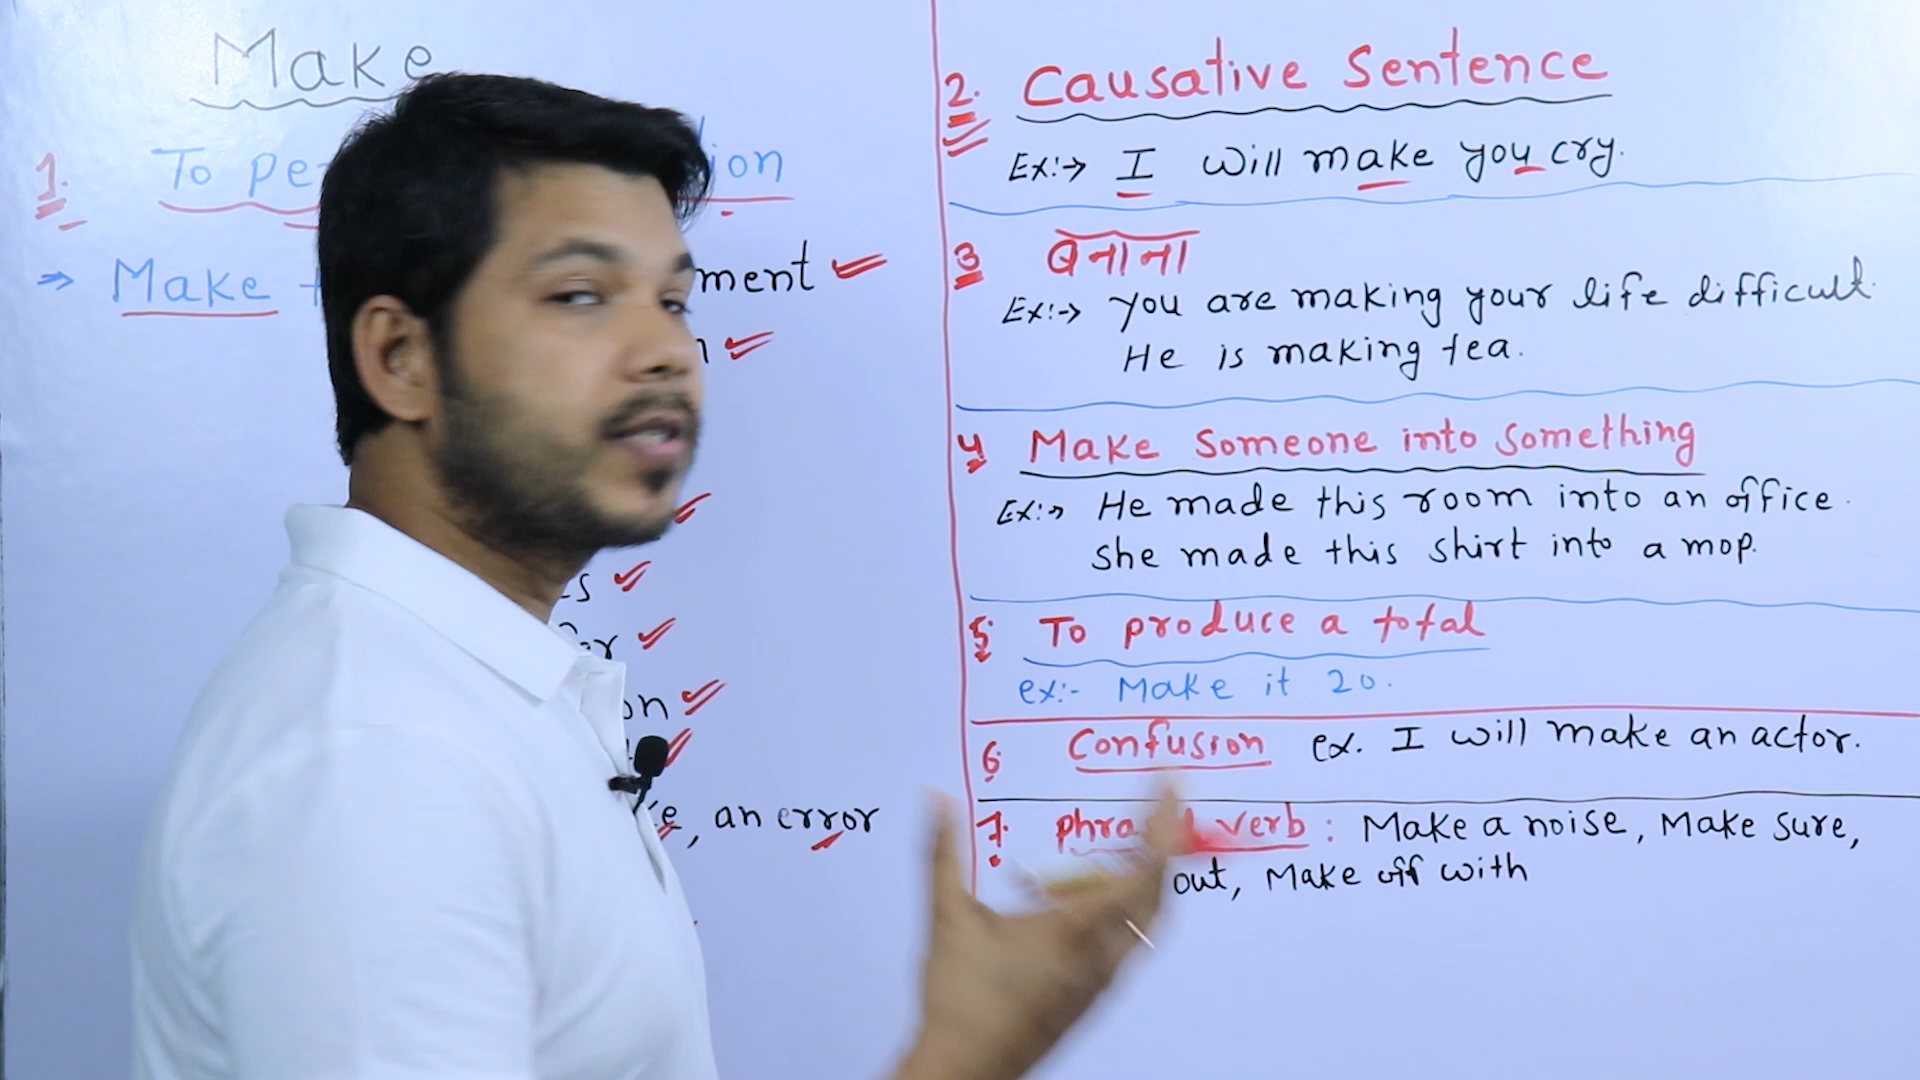 Make
1. To ion
⇒ Make ment
, an error
2. Causative Sentence
Ex:→ I will make you cry.
3 बनाना
Ex:→ You are making your life difficult.
He is making tea.
4 Make Someone into Something
Ex:→ He made this room into an office.
She made this shirt into a mop.
5. To produce a total
ex:- Make it 20.
6. Confusion ex. I will make an actor.
7. verb : Make a noise, Make sure,
out, Make off with